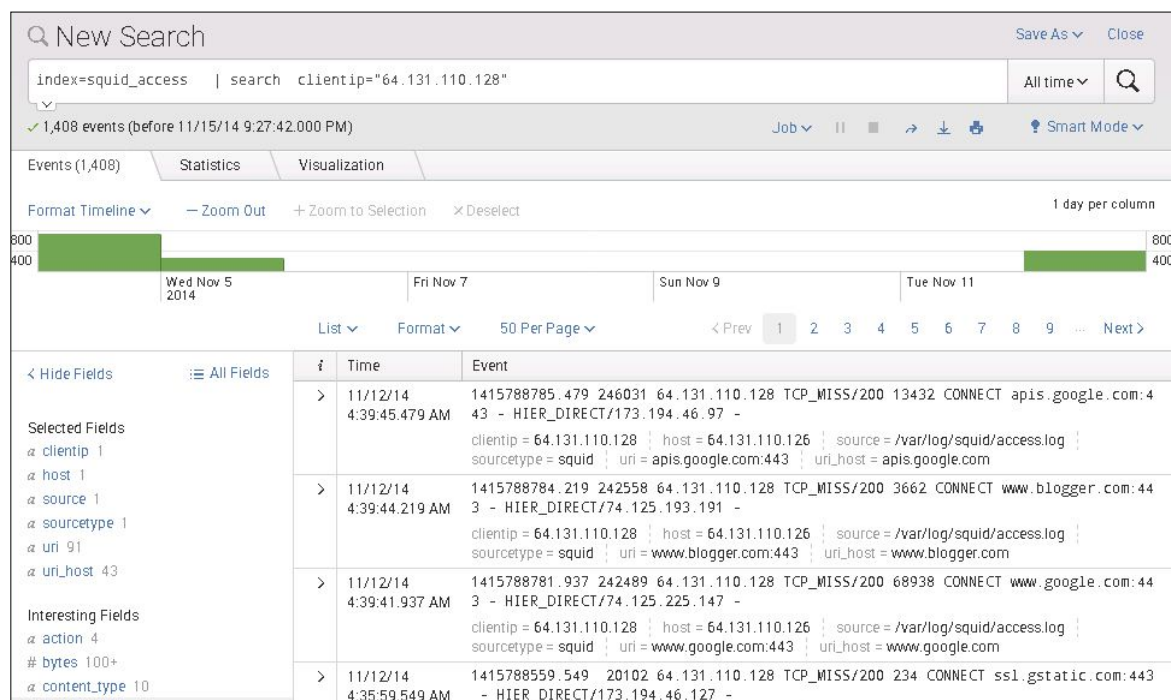 New Search
Save As Close
index=squid_access | search clientip="64.131.110.128"
All time
1,408 events (before 11/15/14 9:27:42.000 PM)
Job Smart Mode
Events (1,408) Statistics Visualization
Format Timeline — Zoom Out + Zoom to Selection × Deselect 1 day per column
800 800
400 400
Wed Nov 5 Fri Nov 7 Sun Nov 9 Tue Nov 11
2014
List Format 50 Per Page < Prev 1 2 3 4 5 6 7 8 9 ... Next >
< Hide Fields All Fields
Selected Fields
a clientip 1
a host 1
a source 1
a sourcetype 1
a uri 91
a uri_host 43
Interesting Fields
a action 4
# bytes 100+
a content_type 10
i Time Event
> 11/12/14 1415788785.479 246031 64.131.110.128 TCP_MISS/200 13432 CONNECT apis.google.com:4
4:39:45.479 AM 43 - HIER_DIRECT/173.194.46.97 -
clientip = 64.131.110.128 host = 64.131.110.126 source = /var/log/squid/access.log
sourcetype = squid uri = apis.google.com:443 uri_host = apis.google.com
> 11/12/14 1415788784.219 242558 64.131.110.128 TCP_MISS/200 3662 CONNECT www.blogger.com:44
4:39:44.219 AM 3 - HIER_DIRECT/74.125.193.191 -
clientip = 64.131.110.128 host = 64.131.110.126 source = /var/log/squid/access.log
sourcetype = squid uri = www.blogger.com:443 uri_host = www.blogger.com
> 11/12/14 1415788781.937 242489 64.131.110.128 TCP_MISS/200 68938 CONNECT www.google.com:44
4:39:41.937 AM 3 - HIER_DIRECT/74.125.225.147 -
clientip = 64.131.110.128 host = 64.131.110.126 source = /var/log/squid/access.log
sourcetype = squid uri = www.google.com:443 uri_host = www.google.com
> 11/12/14 1415788559.549 20102 64.131.110.128 TCP_MISS/200 234 CONNECT ssl.gstatic.com:443
4:35:59.549 AM - HIER_DIRECT/173.194.46.127 -